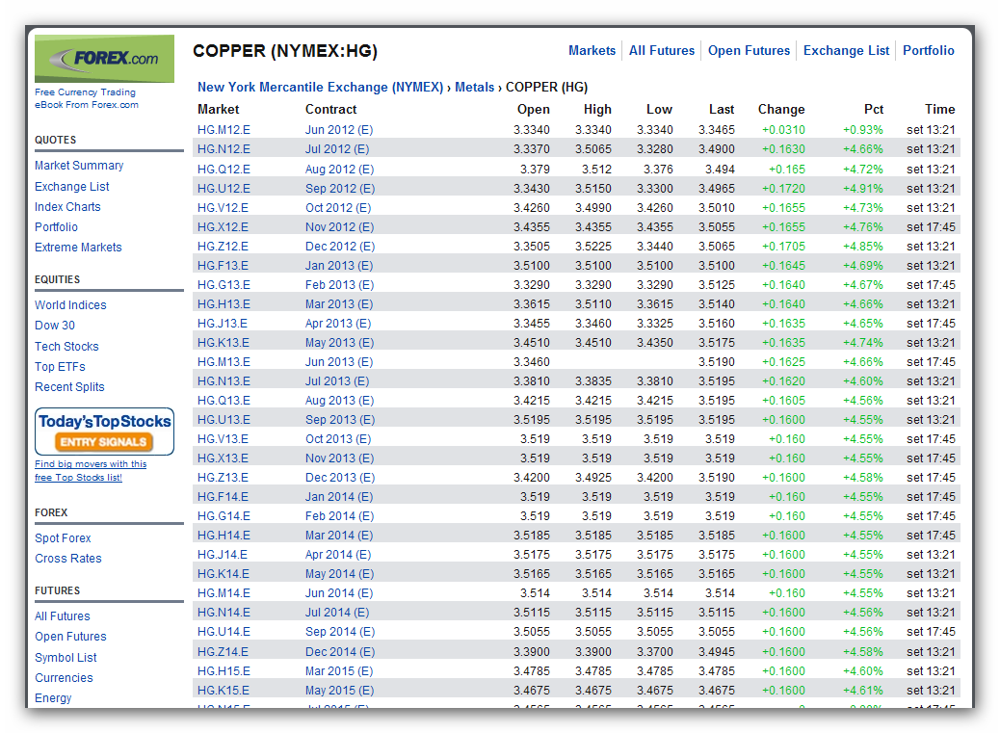 FOREX.com
Free Currency Trading
eBook From Forex.com
QUOTES
Market Summary
Exchange List
Index Charts
Portfolio
Extreme Markets
EQUITIES
World Indices
Dow 30
Tech Stocks
Top ETFs
Recent Splits
Today's Top Stocks
ENTRY SIGNALS
Find big movers with this
free Top Stocks list!
FOREX
Spot Forex
Cross Rates
FUTURES
All Futures
Open Futures
Symbol List
Currencies
Energy
COPPER (NYMEX:HG)
Markets All Futures Open Futures Exchange List Portfolio
New York Mercantile Exchange (NYMEX) › Metals › COPPER (HG)
Market Contract Open High Low Last Change Pct Time
HG.M12.E Jun 2012 (E) 3.3340 3.3340 3.3340 3.3465 +0.0310 +0.93% set 13:21
HG.N12.E Jul 2012 (E) 3.3370 3.5065 3.3280 3.4900 +0.1630 +4.66% set 13:21
HG.Q12.E Aug 2012 (E) 3.379 3.512 3.376 3.494 +0.165 +4.72% set 13:21
HG.U12.E Sep 2012 (E) 3.3430 3.5150 3.3300 3.4965 +0.1720 +4.91% set 13:21
HG.V12.E Oct 2012 (E) 3.4260 3.4990 3.4260 3.5010 +0.1655 +4.73% set 13:21
HG.X12.E Nov 2012 (E) 3.4355 3.4355 3.4355 3.5055 +0.1655 +4.76% set 17:45
HG.Z12.E Dec 2012 (E) 3.3505 3.5225 3.3440 3.5065 +0.1705 +4.85% set 13:21
HG.F13.E Jan 2013 (E) 3.5100 3.5100 3.5100 3.5100 +0.1645 +4.69% set 13:21
HG.G13.E Feb 2013 (E) 3.3290 3.3290 3.3290 3.5125 +0.1640 +4.67% set 17:45
HG.H13.E Mar 2013 (E) 3.3615 3.5110 3.3615 3.5140 +0.1640 +4.66% set 13:21
HG.J13.E Apr 2013 (E) 3.3455 3.3460 3.3325 3.5160 +0.1635 +4.65% set 17:45
HG.K13.E May 2013 (E) 3.4510 3.4510 3.4350 3.5175 +0.1635 +4.74% set 13:21
HG.M13.E Jun 2013 (E) 3.3460 3.5190 +0.1625 +4.66% set 17:45
HG.N13.E Jul 2013 (E) 3.3810 3.3835 3.3810 3.5195 +0.1620 +4.60% set 13:21
HG.Q13.E Aug 2013 (E) 3.4215 3.4215 3.4215 3.5195 +0.1605 +4.56% set 13:21
HG.U13.E Sep 2013 (E) 3.5195 3.5195 3.5195 3.5195 +0.1600 +4.55% set 13:21
HG.V13.E Oct 2013 (E) 3.519 3.519 3.519 3.519 +0.160 +4.55% set 17:45
HG.X13.E Nov 2013 (E) 3.519 3.519 3.519 3.519 +0.160 +4.55% set 17:45
HG.Z13.E Dec 2013 (E) 3.4200 3.4925 3.4200 3.5190 +0.1600 +4.58% set 17:45
HG.F14.E Jan 2014 (E) 3.519 3.519 3.519 3.519 +0.160 +4.55% set 17:45
HG.G14.E Feb 2014 (E) 3.519 3.519 3.519 3.519 +0.160 +4.55% set 17:45
HG.H14.E Mar 2014 (E) 3.5185 3.5185 3.5185 3.5185 +0.1600 +4.55% set 17:45
HG.J14.E Apr 2014 (E) 3.5175 3.5175 3.5175 3.5175 +0.1600 +4.55% set 13:21
HG.K14.E May 2014 (E) 3.5165 3.5165 3.5165 3.5165 +0.1600 +4.55% set 13:21
HG.M14.E Jun 2014 (E) 3.514 3.514 3.514 3.514 +0.160 +4.55% set 13:21
HG.N14.E Jul 2014 (E) 3.5115 3.5115 3.5115 3.5115 +0.1600 +4.56% set 13:21
HG.U14.E Sep 2014 (E) 3.5055 3.5055 3.5055 3.5055 +0.1600 +4.56% set 17:45
HG.Z14.E Dec 2014 (E) 3.3900 3.3900 3.3700 3.4945 +0.1600 +4.58% set 13:21
HG.H15.E Mar 2015 (E) 3.4785 3.4785 3.4785 3.4785 +0.1600 +4.60% set 13:21
HG.K15.E May 2015 (E) 3.4675 3.4675 3.4675 3.4675 +0.1600 +4.61% set 13:21